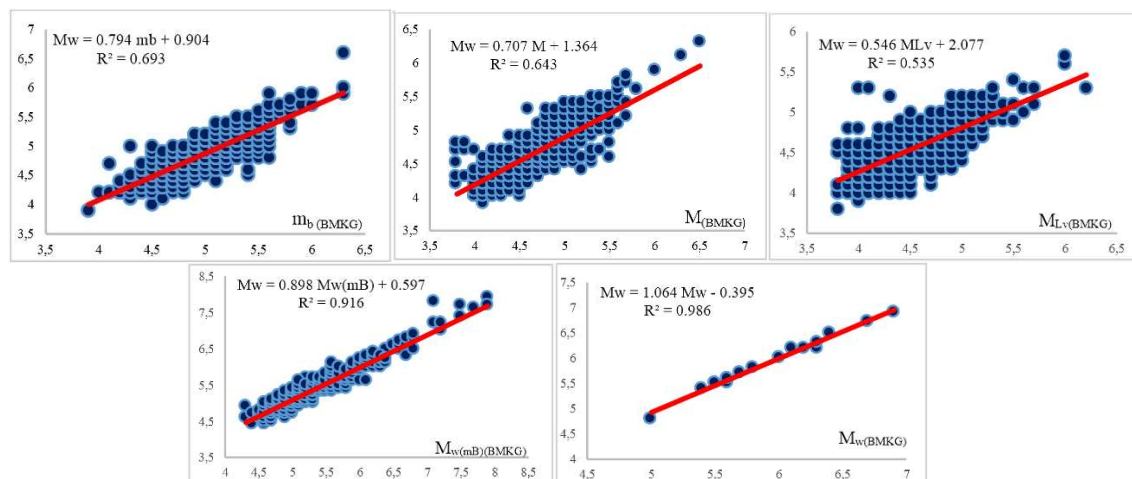 7
6,5
6
5,5
5
4,5
4
3,5
Mw = 0.794 mb + 0.904
R² = 0.693
mb (BMKG)
3,5 4 4,5 5 5,5 6 6,5
6,5
6
5,5
5
4,5
4
3,5
Mw = 0.707 M + 1.364
R² = 0.643
M(BMKG)
3,5 4 4,5 5 5,5 6 6,5 7
6
5,5
5
4,5
4
3,5
Mw = 0.546 MLv + 2.077
R² = 0.535
MLv(BMKG)
3,5 4 4,5 5 5,5 6 6,5
8,5
7,5
6,5
5,5
4,5
3,5
Mw = 0.898 Mw(mB) + 0.597
R² = 0.916
Mw(mB)(BMKG)
4 4,5 5 5,5 6 6,5 7 7,5 8 8,5
7,5
7
6,5
6
5,5
5
4,5
4
Mw = 1.064 Mw - 0.395
R² = 0.986
Mw(BMKG)
4,5 5 5,5 6 6,5 7